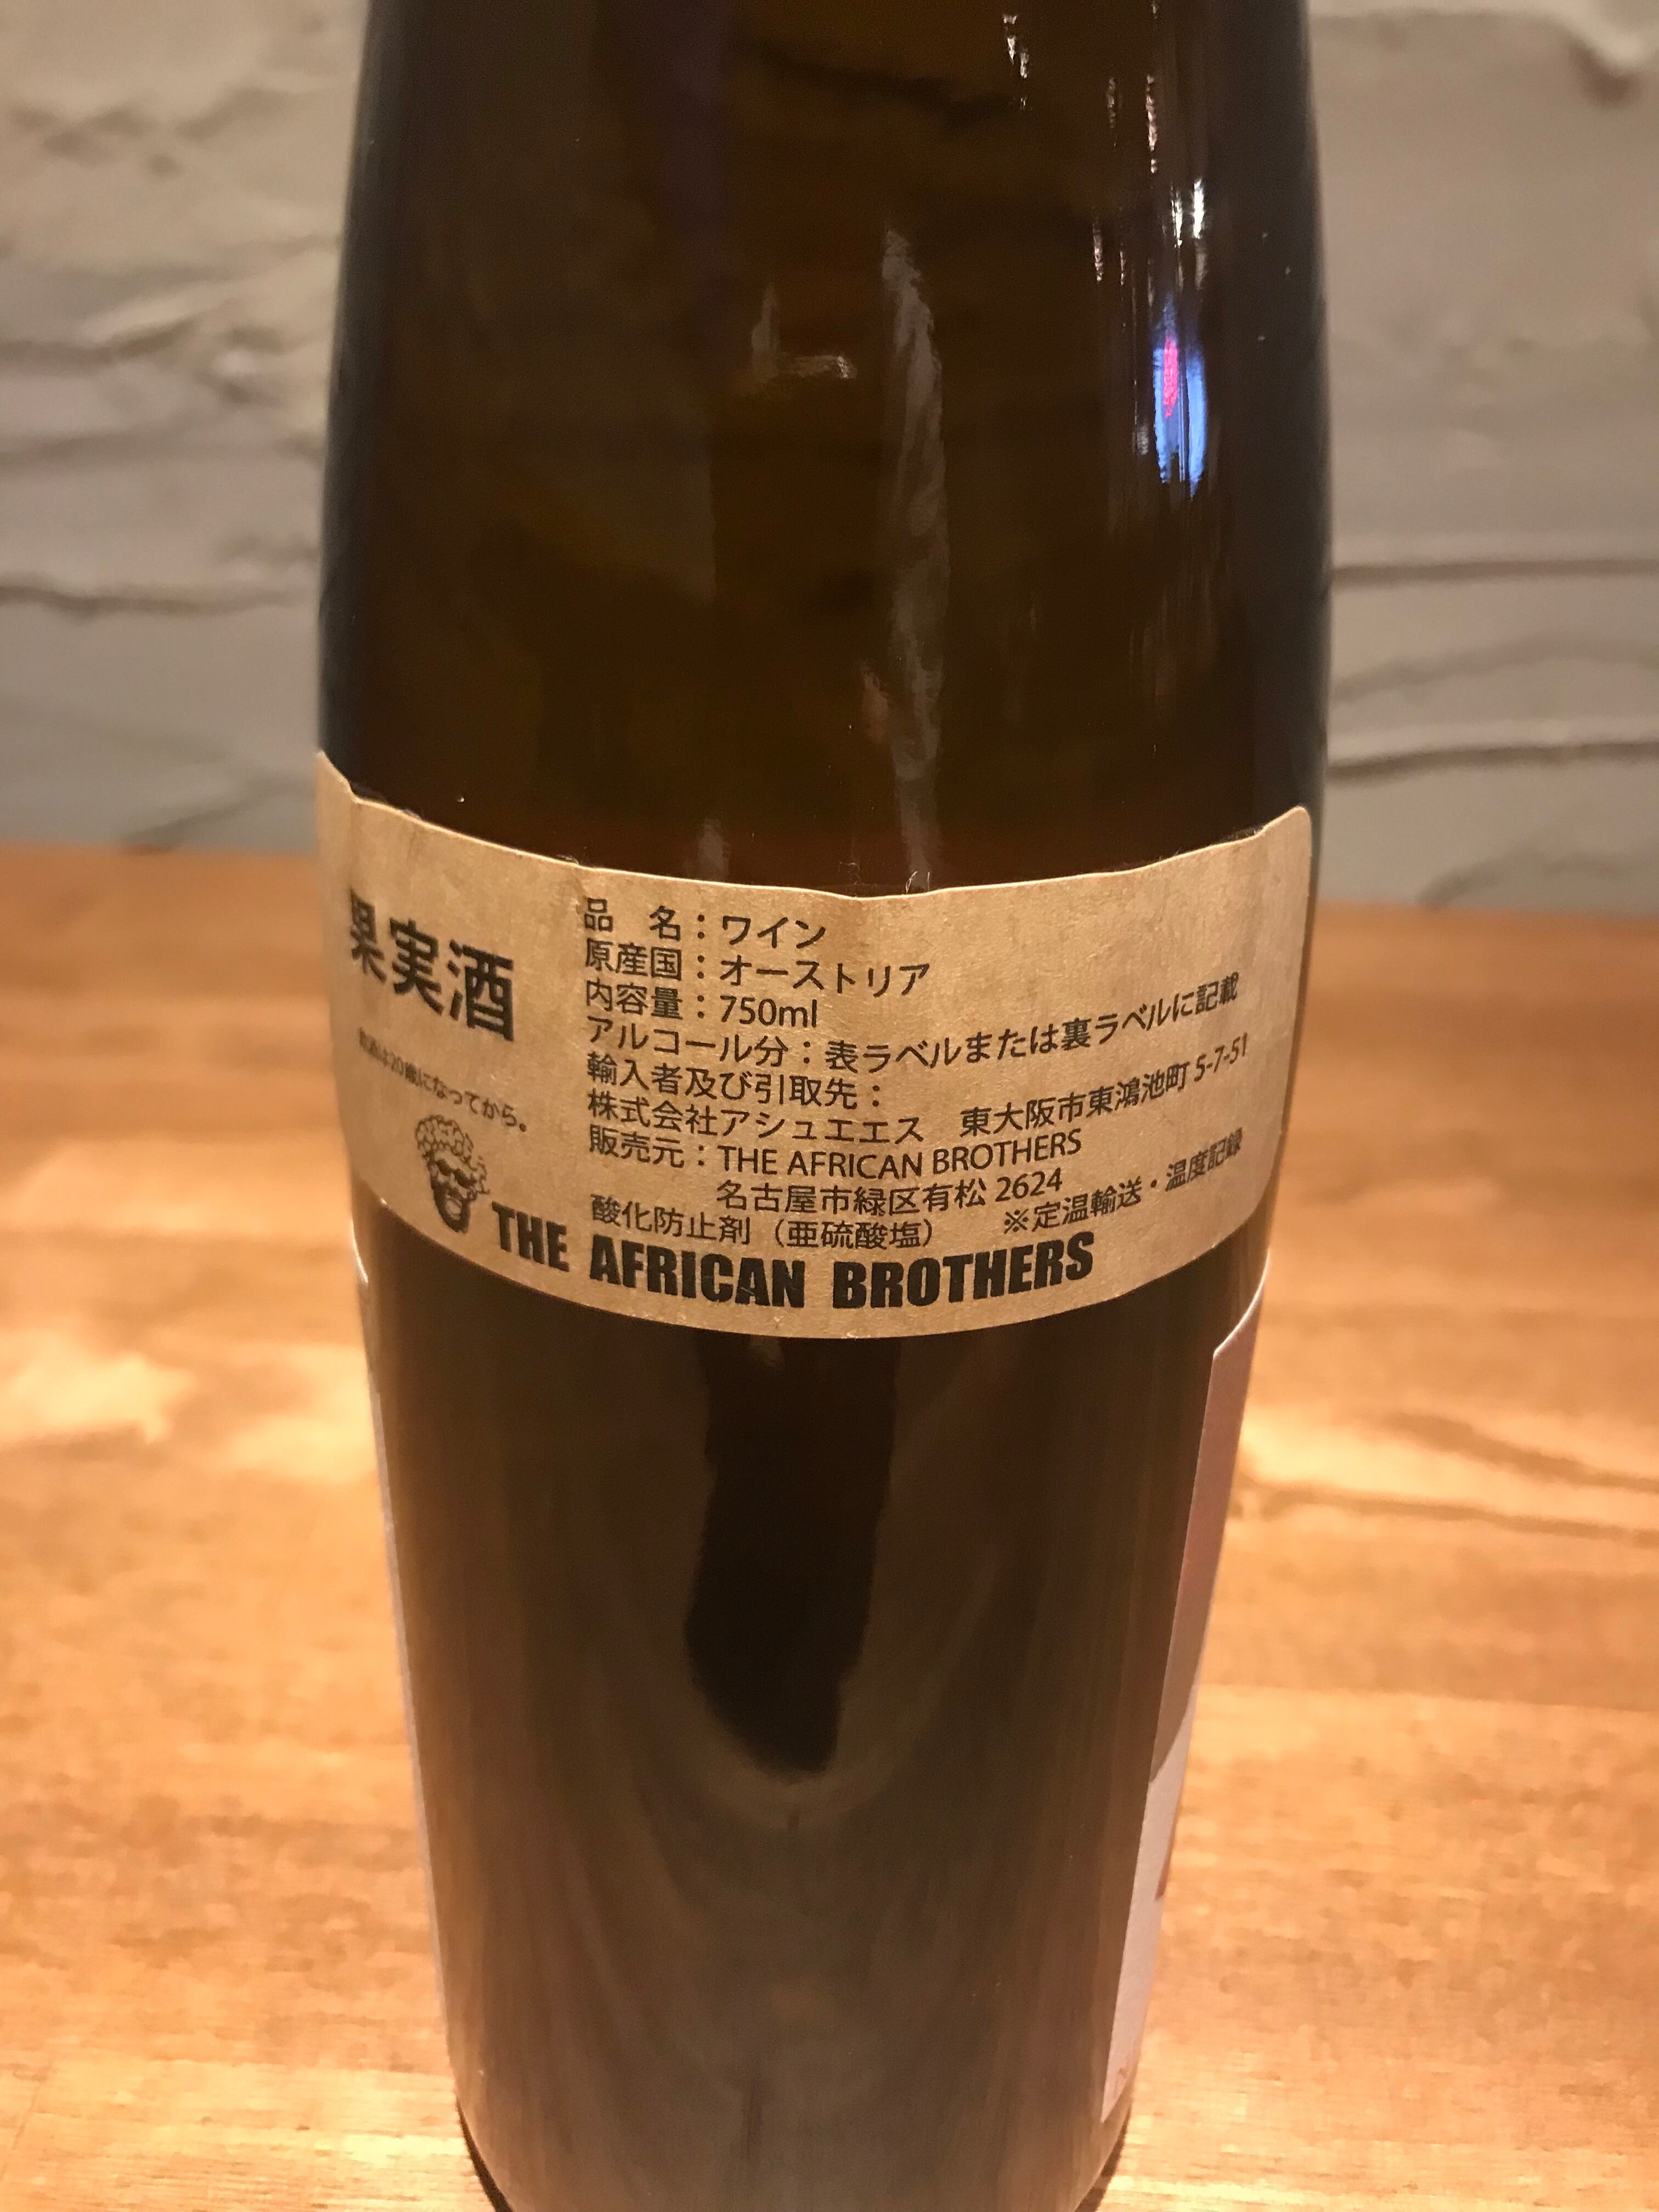 果実酒
飲酒は20歳になってから。
品　名：ワイン
原産国：オーストリア
内容量：750ml
アルコール分：表ラベルまたは裏ラベルに記載
輸入者及び引取先：
株式会社アシュエエス　東大阪市東鴻池町 5-7-51
販売元：THE AFRICAN BROTHERS
名古屋市緑区有松 2624
酸化防止剤（亜硫酸塩）　※定温輸送・温度記録
THE AFRICAN BROTHERS